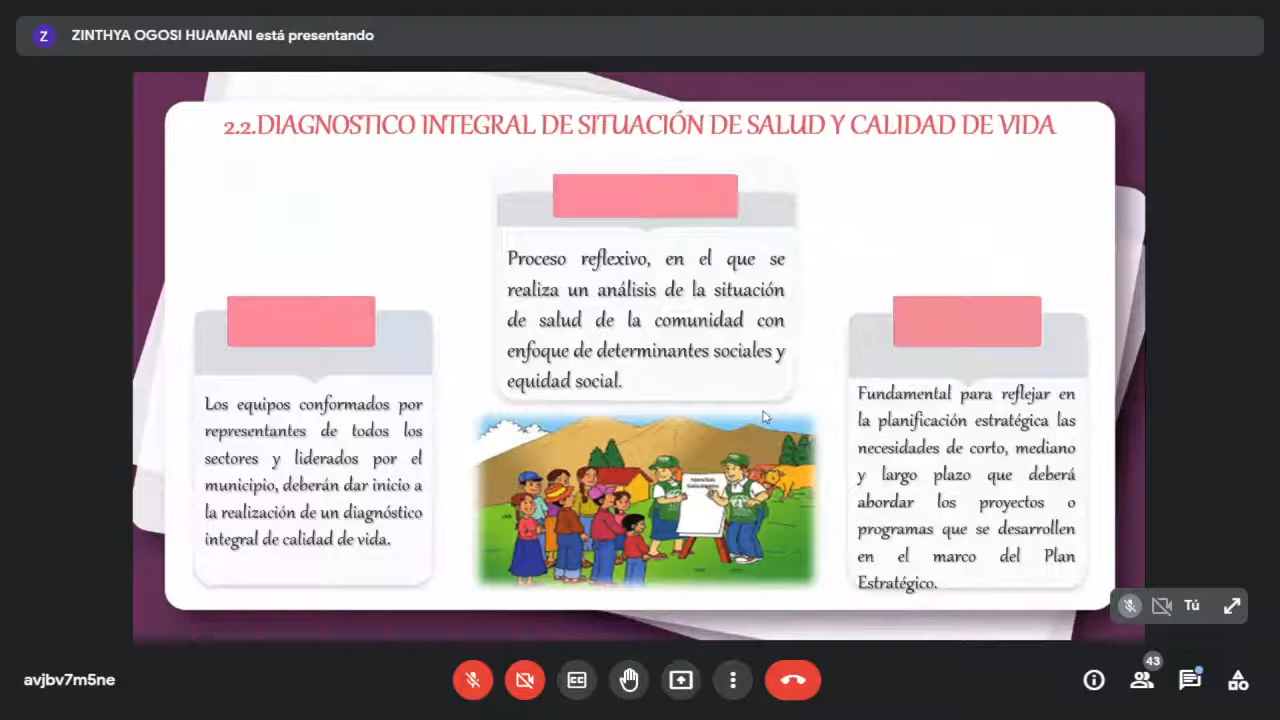 Z ZINTHYA OGOSI HUAMANI está presentando
2.2.DIAGNOSTICO INTEGRAL DE SITUACIÓN DE SALUD Y CALIDAD DE VIDA
Proceso reflexivo, en el que se
realiza un análisis de la situación
de salud de la comunidad con
enfoque de determinantes sociales y
equidad social.
Los equipos conformados por
representantes de todos los
sectores y liderados por el
municipio, deberán dar inicio a
la realización de un diagnóstico
integral de calidad de vida.
Fundamental para reflejar en
la planificación estratégica las
necesidades de corto, mediano
y largo plazo que deberá
abordar los proyectos o
programas que se desarrollen
en el marco del Plan
Estratégico.
Tú
avjbv7m5ne
43